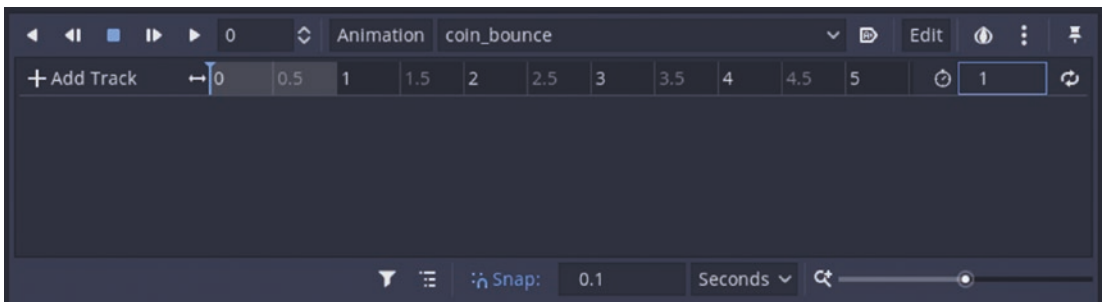 0 Animation coin_bounce Edit
+ Add Track 0 0.5 1 1.5 2 2.5 3 3.5 4 4.5 5 1
Snap: 0.1 Seconds